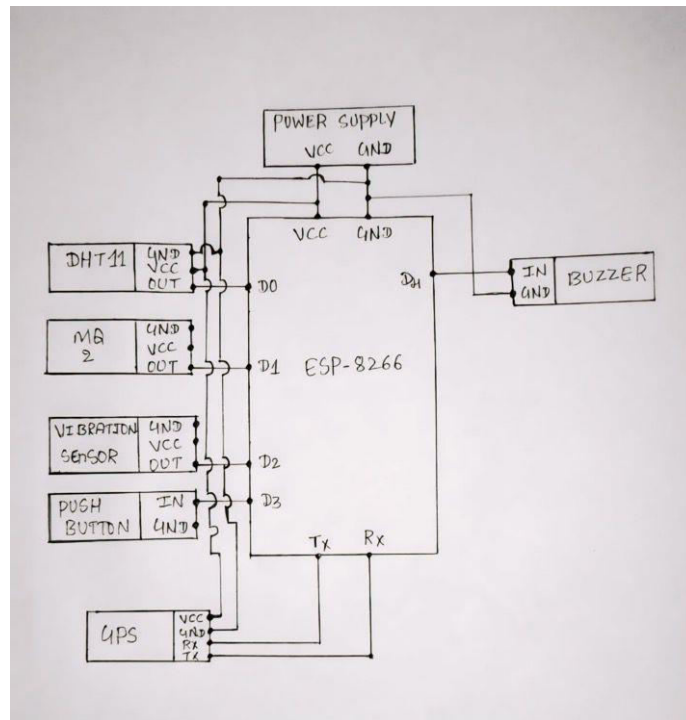 POWER SUPPLY
VCC GND
VCC GND
DHT11
GND
VCC
OUT
D0
D4
IN
GND
BUZZER
MQ
2
GND
VCC
OUT
D1
ESP-8266
VIBRATION
SENSOR
GND
VCC
OUT
D2
PUSH
BUTTON
IN
GND
D3
Tx Rx
GPS
VCC
GND
RX
TX